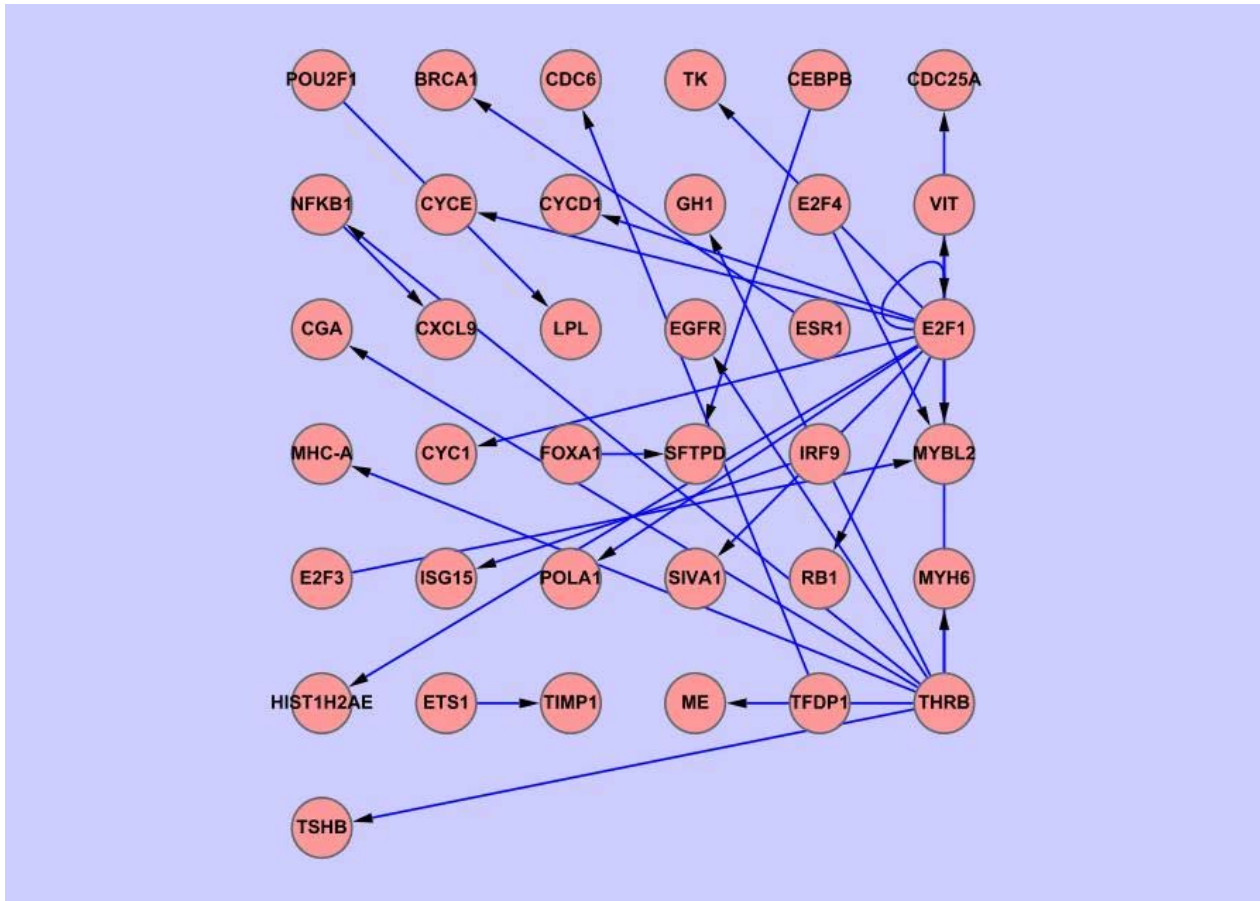 POU2F1 BRCA1 CDC6 TK CEBPB CDC25A
NFKB1 CYCE CYCD1 GH1 E2F4 VIT
CGA CXCL9 LPL EGFR ESR1 E2F1
MHC-A CYC1 FOXA1 SFTPD IRF9 MYBL2
E2F3 ISG15 POLA1 SIVA1 RB1 MYH6
HIST1H2AE ETS1 TIMP1 ME TFDP1 THRB
TSHB